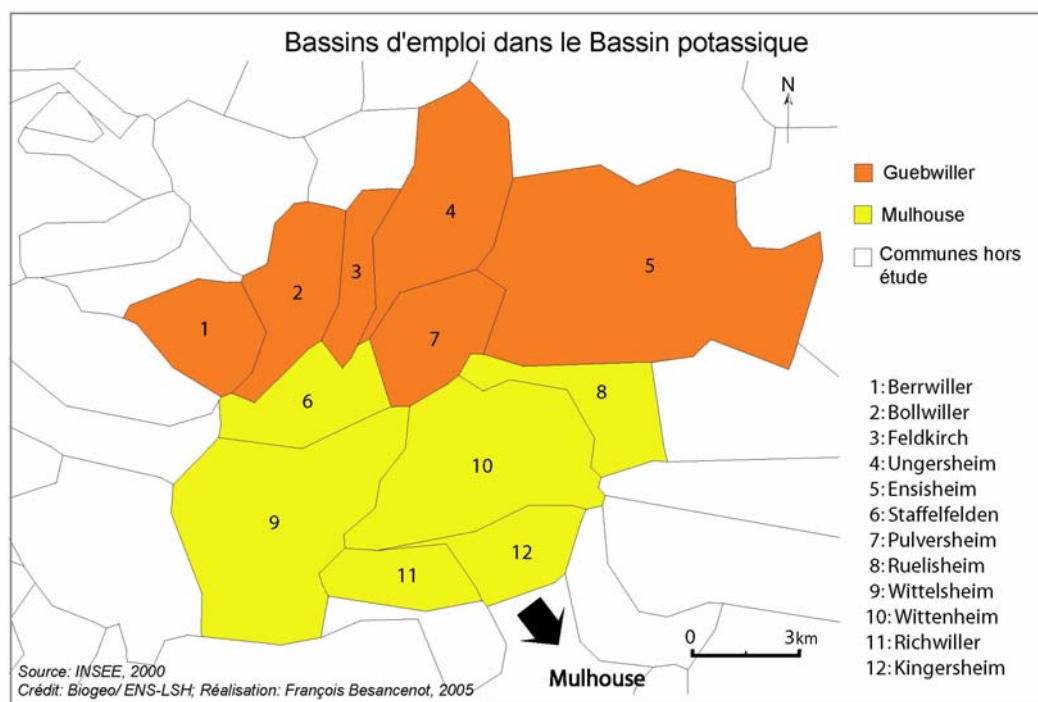 Bassins d'emploi dans le Bassin potassique
N
Guebwiller
Mulhouse
Communes hors
étude
4
5
3
2
1
7
8
6
10
9
12
11
1: Berrwiller
2: Bollwiller
3: Feldkirch
4: Ungersheim
5: Ensisheim
6: Staffelfelden
7: Pulversheim
8: Ruelisheim
9: Wittelsheim
10: Wittenheim
11: Richwiller
12: Kingersheim
0 3km
Mulhouse
Source: INSEE, 2000
Crédit: Biogeo/ ENS-LSH; Réalisation: François Besancenot, 2005